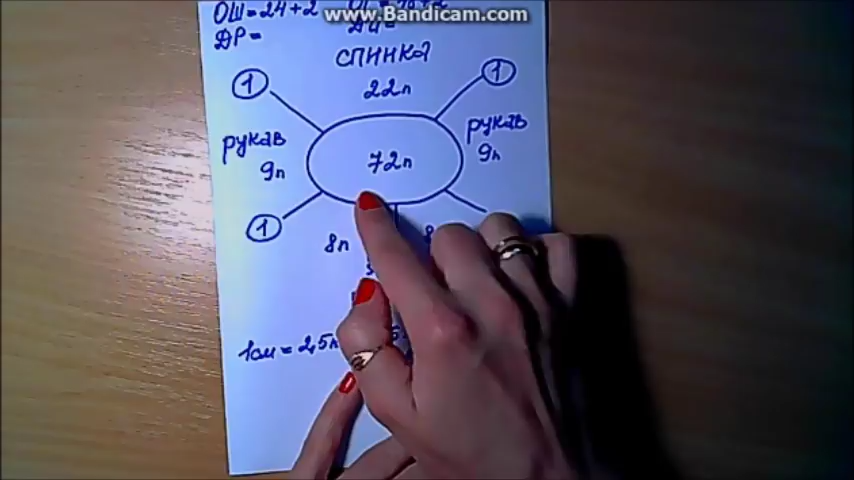 www.Bandicam.com
ОШ = 24 + 2
ДР =
СПИНКА
22п
1
1
рукав
9п
рукав
9п
72п
1
8п
8
1см = 2,5п